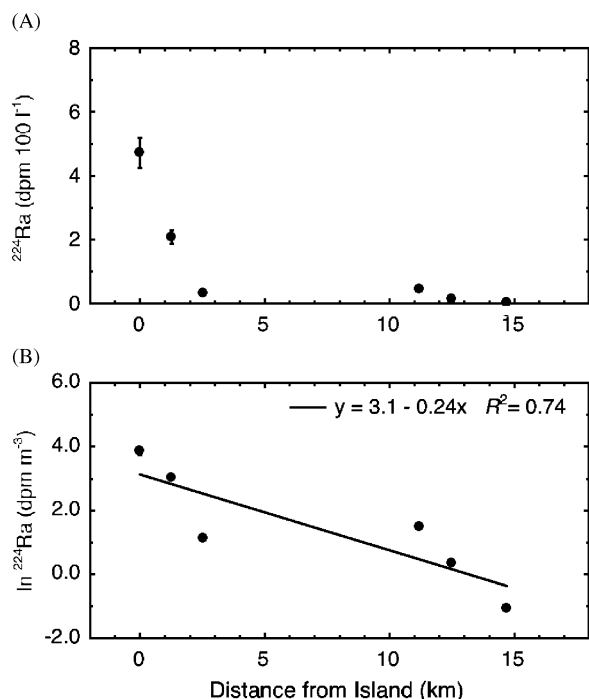 (A)
8
6
4
2
0
²²⁴Ra (dpm 100 l⁻¹)
0 5 10 15
(B)
6.0
4.0
2.0
0.0
-2.0
ln ²²⁴Ra (dpm m⁻³)
y = 3.1 - 0.24x R²= 0.74
0 5 10 15
Distance from Island (km)